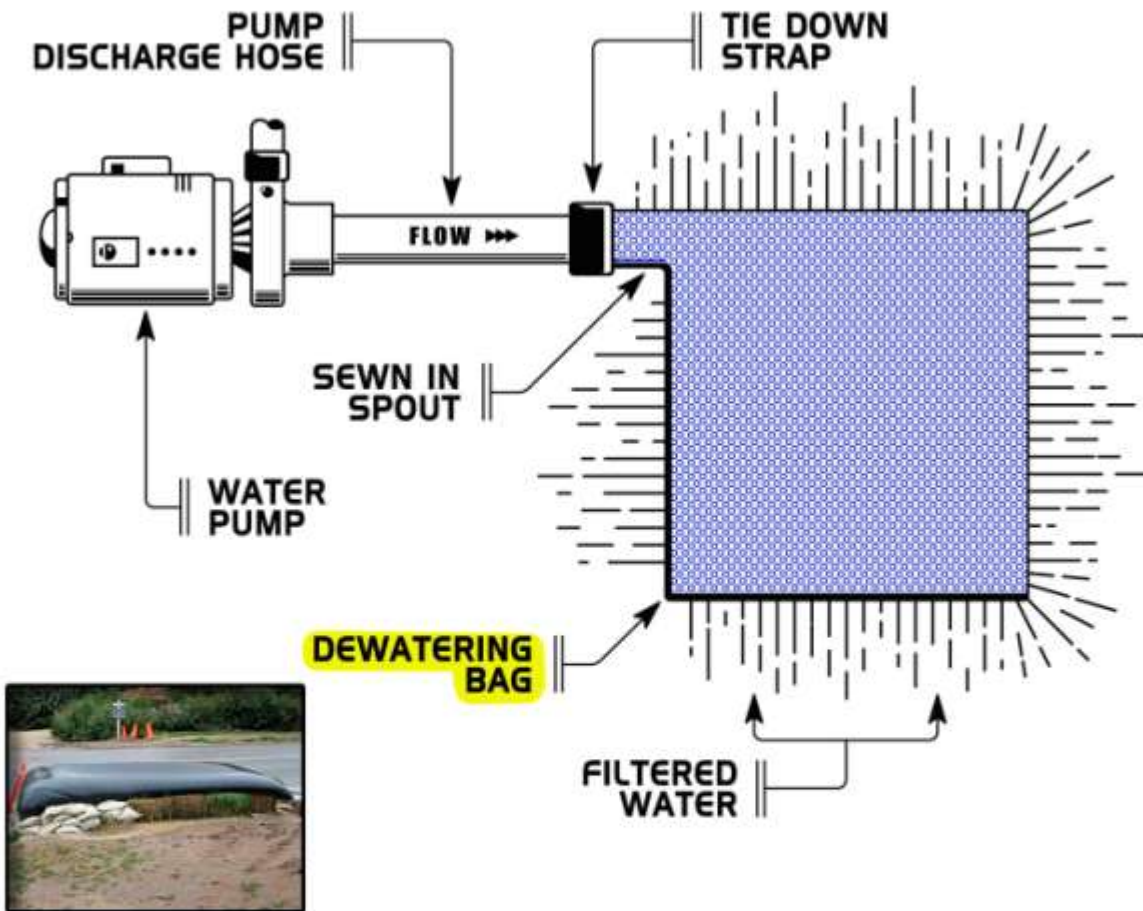 PUMP
DISCHARGE HOSE
TIE DOWN
STRAP
FLOW
SEWN IN
SPOUT
WATER
PUMP
DEWATERING
BAG
FILTERED
WATER